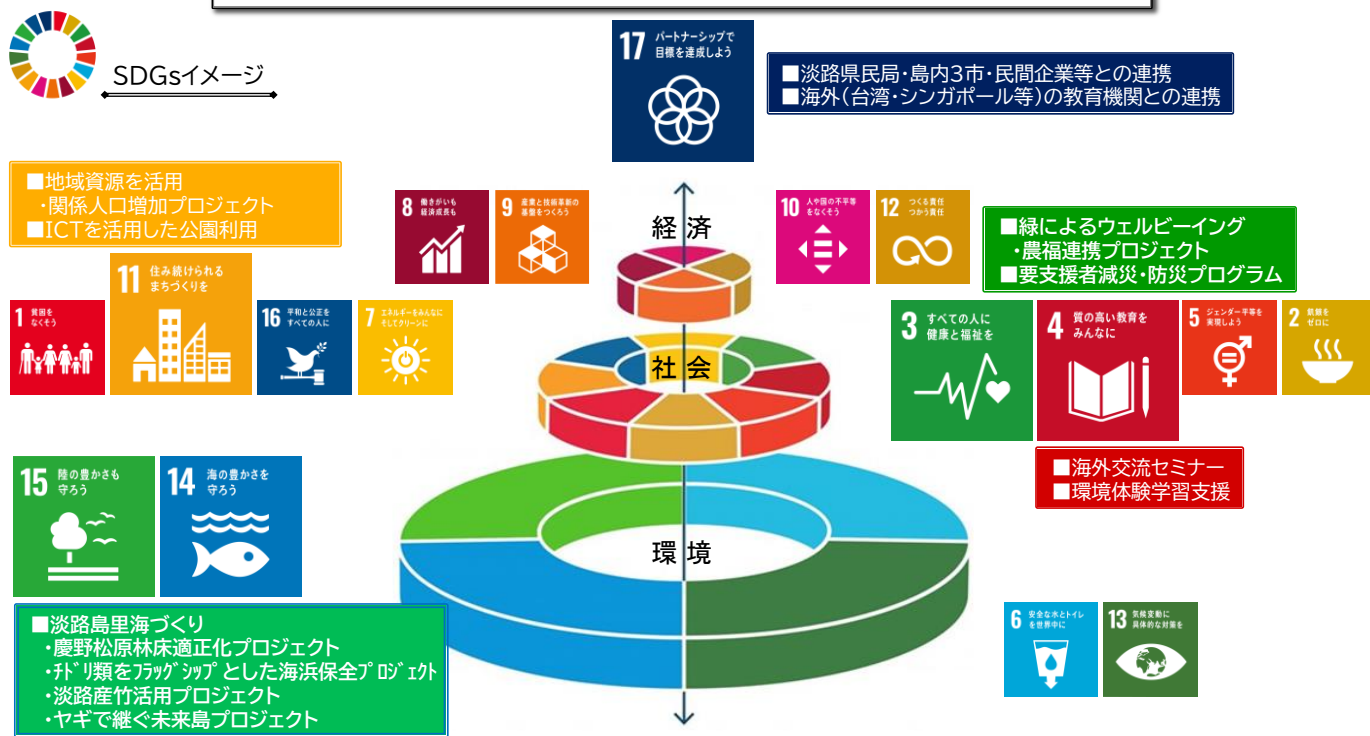 SDGsイメージ
17 パートナーシップで
目標を達成しよう
■淡路県民局・島内3市・民間企業等との連携
■海外(台湾・シンガポール等)の教育機関との連携
■地域資源を活用
・関係人口増加プロジェクト
■ICTを活用した公園利用
8 働きがいも
経済成長も
9 産業と技術革新の
基盤をつくろう
経済
10 人や国の不平等
をなくそう
12 つくる責任
つかう責任
■緑によるウェルビーイング
・農福連携プロジェクト
■要支援者減災・防災プログラム
1 貧困を
なくそう
11 住み続けられる
まちづくりを
16 平和と公正を
すべての人に
7 エネルギーをみんなに
そしてクリーンに
社会
3 すべての人に
健康と福祉を
4 質の高い教育を
みんなに
5 ジェンダー平等を
実現しよう
2 飢餓を
ゼロに
■海外交流セミナー
■環境体験学習支援
15 陸の豊かさも
守ろう
14 海の豊かさを
守ろう
環境
■淡路島里海づくり
・慶野松原林床適正化プロジェクト
・チドリ類をフラッグシップとした海浜保全プロジェクト
・淡路産竹活用プロジェクト
・ヤギで継ぐ未来島プロジェクト
6 安全な水とトイレ
を世界中に
13 気候変動に
具体的な対策を